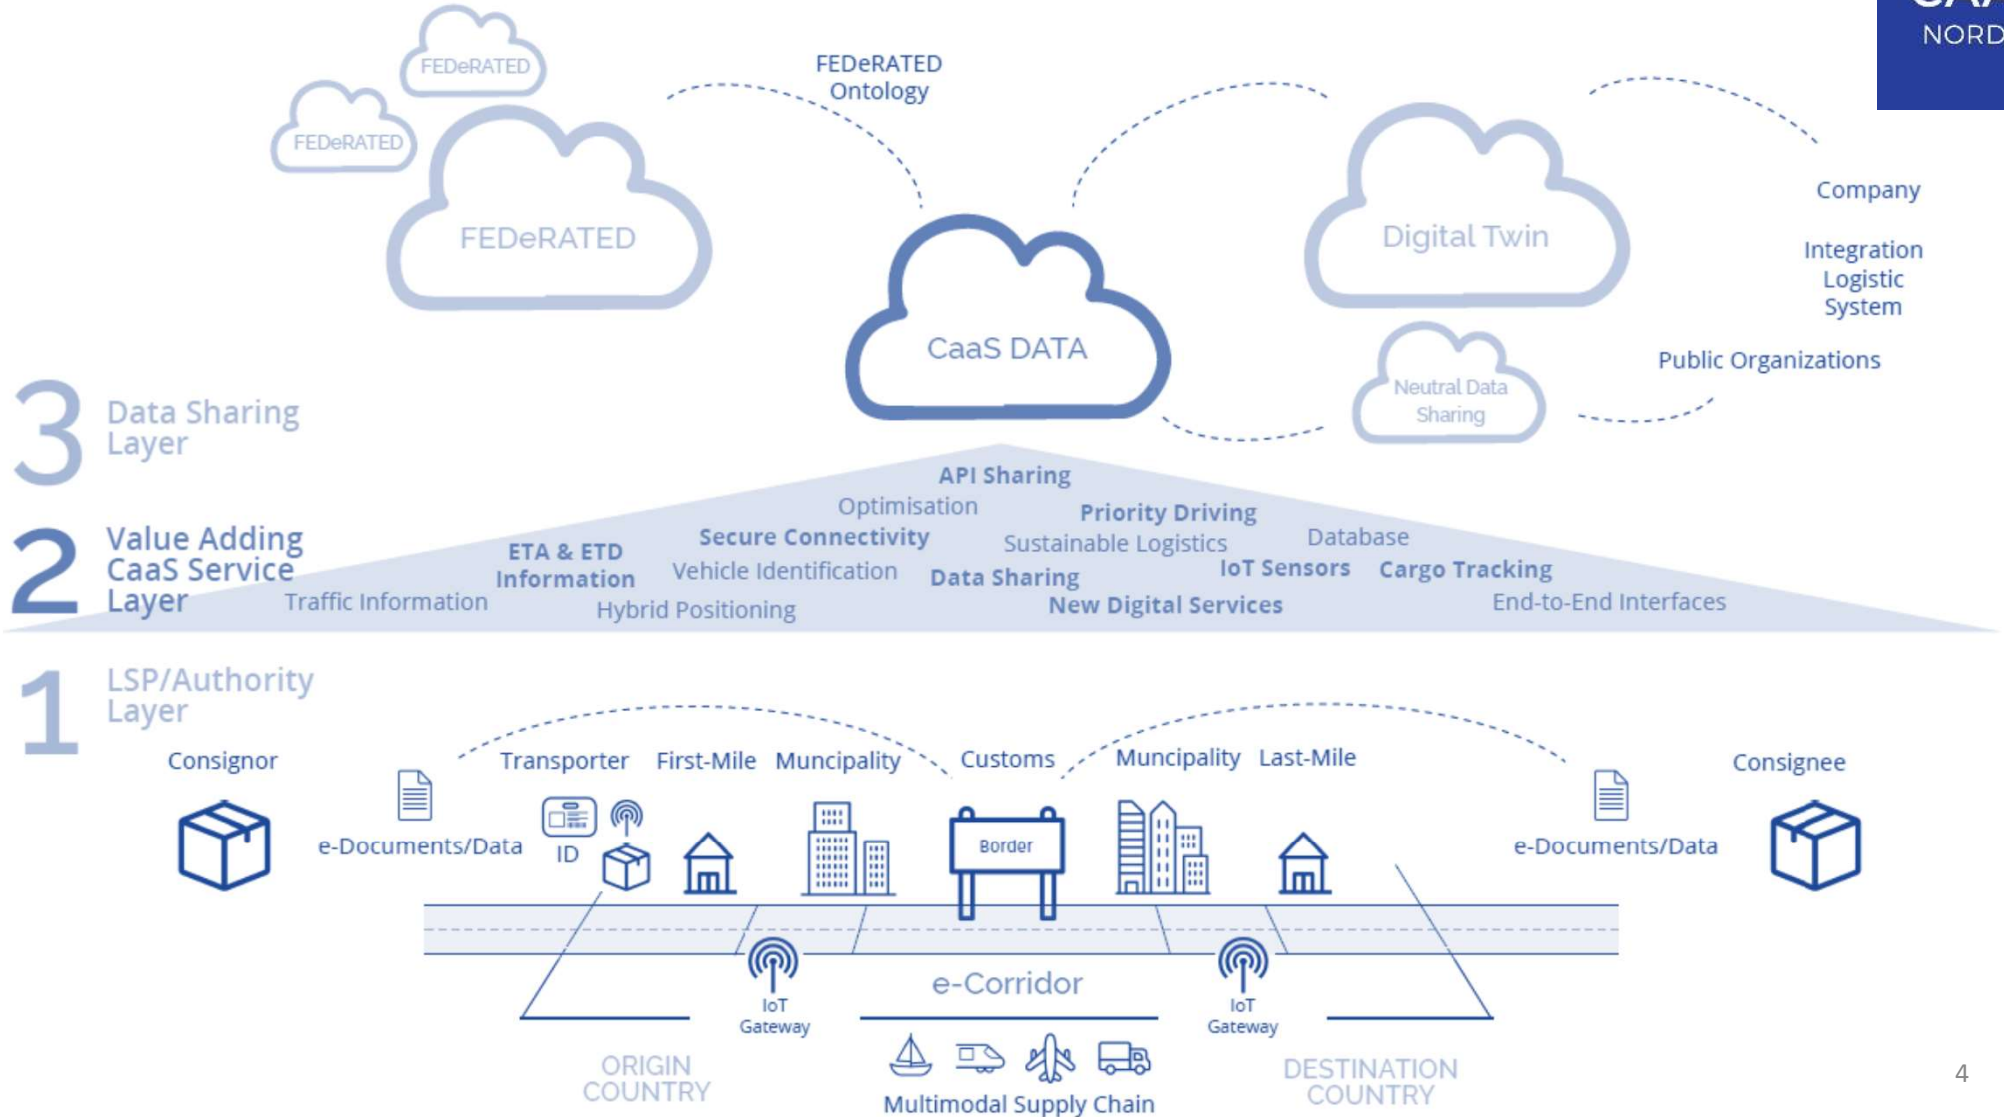 NORD
FEDeRATED
FEDeRATED
FEDeRATED
FEDeRATED
Ontology
CaaS DATA
Digital Twin
Neutral Data
Sharing
Company
Integration
Logistic
System
Public Organizations
3
Data Sharing
Layer
2
Value Adding
CaaS Service
Layer
API Sharing
Optimisation
Priority Driving
Secure Connectivity
Sustainable Logistics
Database
ETA & ETD
Information
Vehicle Identification
Data Sharing
IoT Sensors
Cargo Tracking
Traffic Information
Hybrid Positioning
New Digital Services
End-to-End Interfaces
1
LSP/Authority
Layer
Consignor
e-Documents/Data
Transporter
ID
First-Mile
Muncipality
Customs
Border
Muncipality
Last-Mile
e-Documents/Data
Consignee
IoT
Gateway
e-Corridor
IoT
Gateway
ORIGIN
COUNTRY
Multimodal Supply Chain
DESTINATION
COUNTRY
4